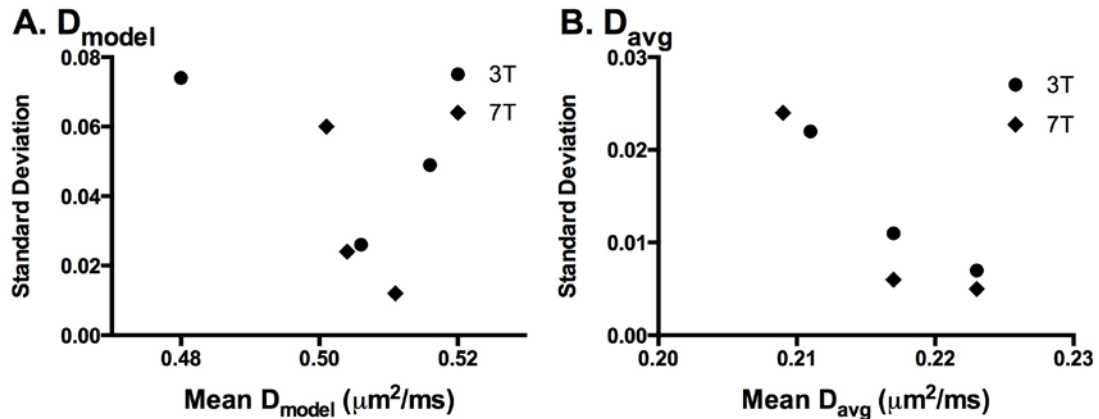 A. Dmodel
Standard Deviation
0.08
0.06
0.04
0.02
0.00
0.48
0.50
0.52
Mean Dmodel (μm²/ms)
3T
7T
B. Davg
Standard Deviation
0.03
0.02
0.01
0.00
0.20
0.21
0.22
0.23
Mean Davg (μm²/ms)
3T
7T